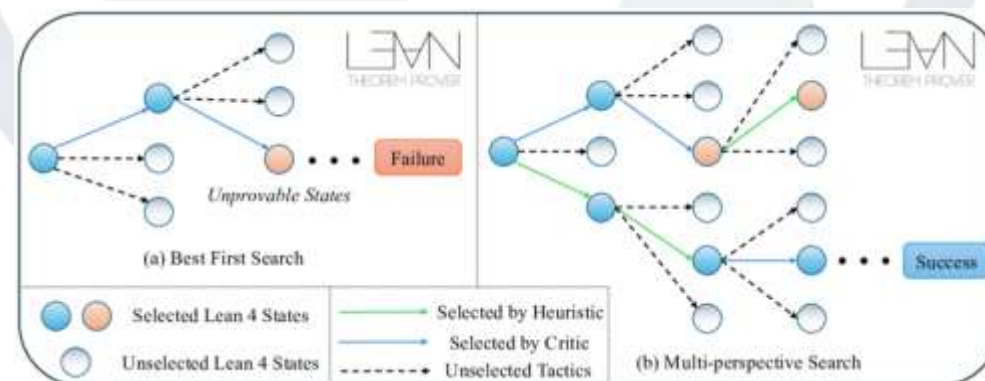 LEAN
THEOREM PROVER
Failure
Unprovable States
(a) Best First Search
Selected Lean 4 States
Unselected Lean 4 States
Selected by Heuristic
Selected by Critic
Unselected Tactics
LEAN
THEOREM PROVER
Success
(b) Multi-perspective Search